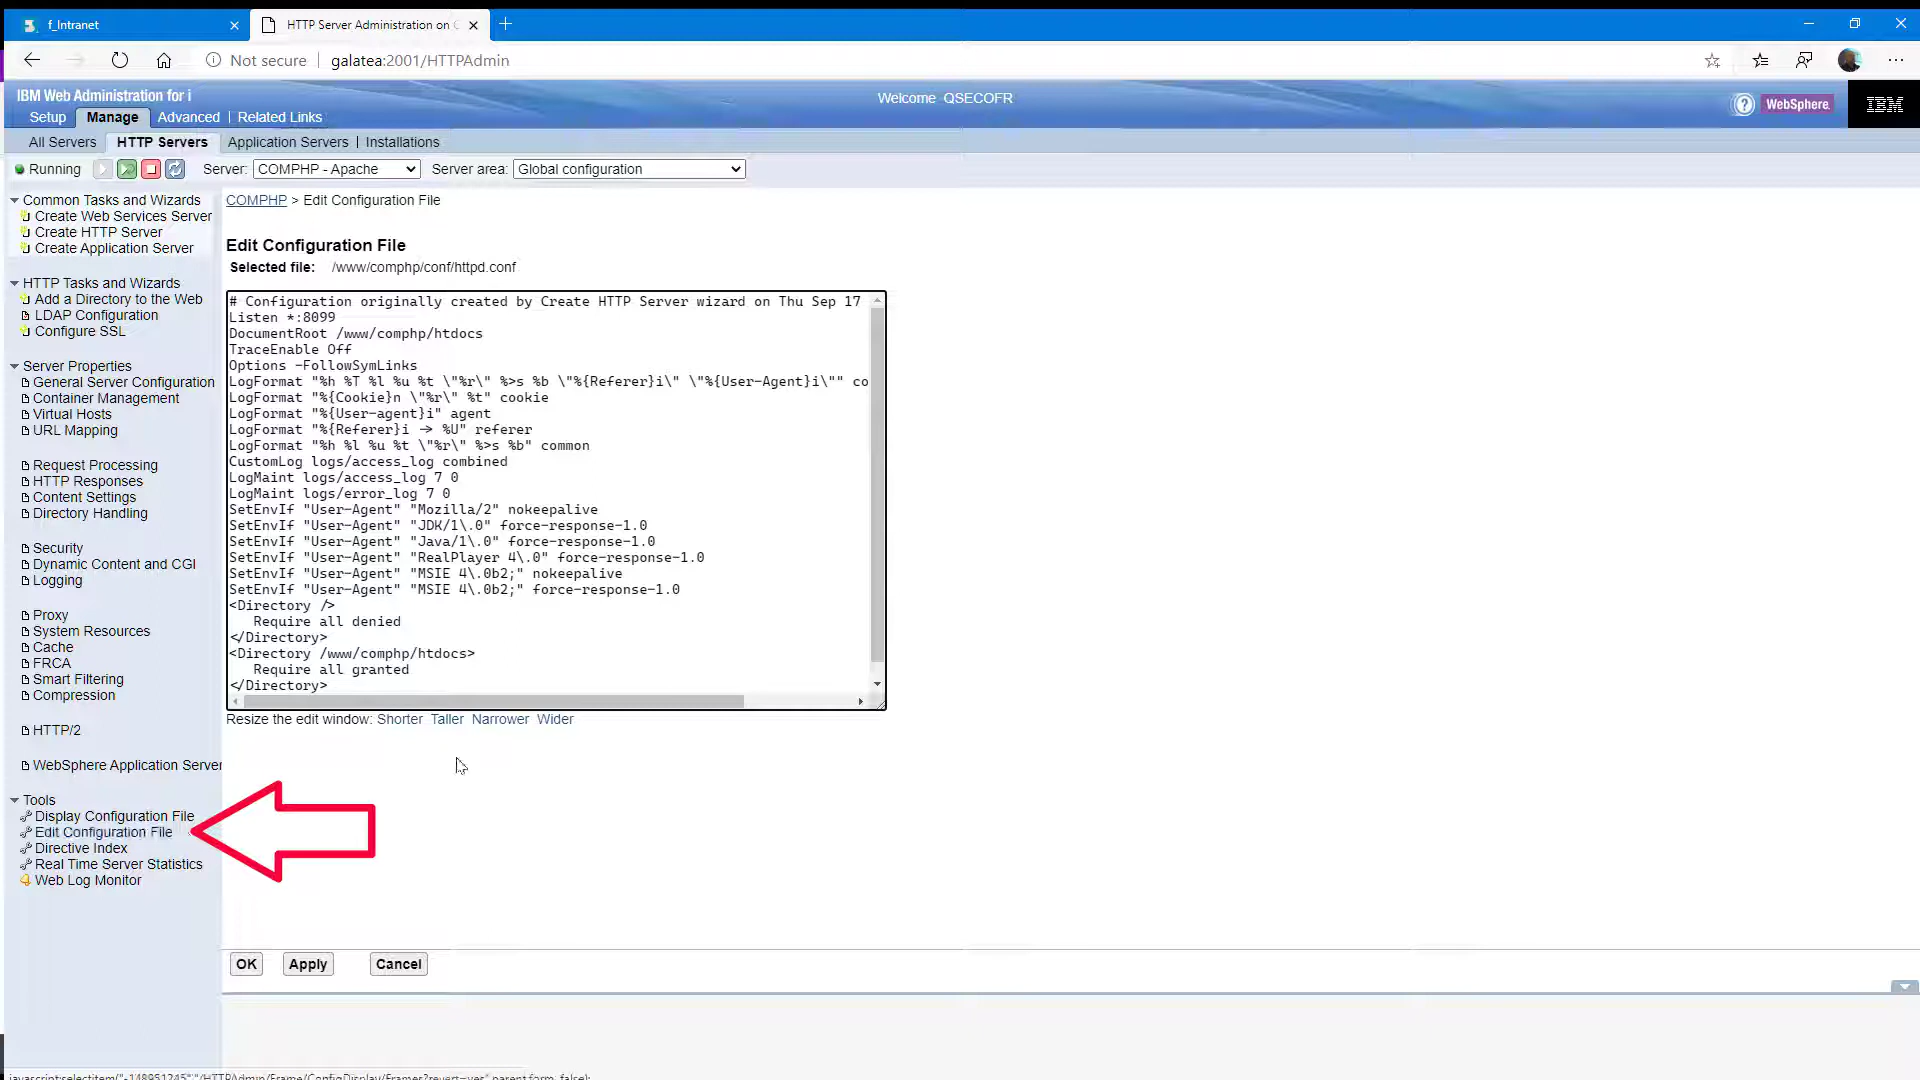 f_Intranet
HTTP Server Administration on
Not secure
galatea:2001/HTTPAdmin
IBM Web Administration for i
Welcome QSECOFR
WebSphere.
IBM
Setup Manage Advanced | Related Links
All Servers HTTP Servers Application Servers | Installations
Running Server: COMPHP - Apache Server area: Global configuration
Common Tasks and Wizards
Create Web Services Server
Create HTTP Server
Create Application Server
HTTP Tasks and Wizards
Add a Directory to the Web
LDAP Configuration
Configure SSL
Server Properties
General Server Configuration
Container Management
Virtual Hosts
URL Mapping
Request Processing
HTTP Responses
Content Settings
Directory Handling
Security
Dynamic Content and CGI
Logging
Proxy
System Resources
Cache
FRCA
Smart Filtering
Compression
HTTP/2
WebSphere Application Server
Tools
Display Configuration File
Edit Configuration File
Directive Index
Real Time Server Statistics
Web Log Monitor
COMPHP > Edit Configuration File
Edit Configuration File
Selected file: /www/comphp/conf/httpd.conf
# Configuration originally created by Create HTTP Server wizard on Thu Sep 17
Listen *:8099
DocumentRoot /www/comphp/htdocs
TraceEnable Off
Options -FollowSymLinks
LogFormat "%h %T %l %u %t \"%r\" %>s %b \"%{Referer}i\" \"%{User-Agent}i\"" co
LogFormat "%{Cookie}n \"%r\" %t" cookie
LogFormat "%{User-agent}i" agent
LogFormat "%{Referer}i -> %U" referer
LogFormat "%h %l %u %t \"%r\" %>s %b" common
CustomLog logs/access_log combined
LogMaint logs/access_log 7 0
LogMaint logs/error_log 7 0
SetEnvIf "User-Agent" "Mozilla/2" nokeepalive
SetEnvIf "User-Agent" "JDK/1\.0" force-response-1.0
SetEnvIf "User-Agent" "Java/1\.0" force-response-1.0
SetEnvIf "User-Agent" "RealPlayer 4\.0" force-response-1.0
SetEnvIf "User-Agent" "MSIE 4\.0b2;" nokeepalive
SetEnvIf "User-Agent" "MSIE 4\.0b2;" force-response-1.0
<Directory />
Require all denied
</Directory>
<Directory /www/comphp/htdocs>
Require all granted
</Directory>
Resize the edit window: Shorter Taller Narrower Wider
OK Apply Cancel